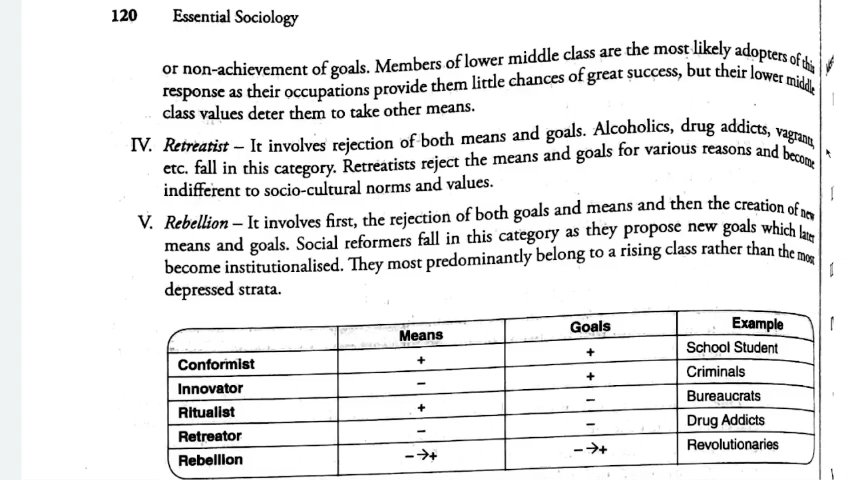 120 Essential Sociology
or non-achievement of goals. Members of lower middle class are the most likely adopters of this
response as their occupations provide them little chances of great success, but their lower middle
class values deter them to take other means.
IV. Retreatist – It involves rejection of both means and goals. Alcoholics, drug addicts, vagrants,
etc. fall in this category. Retreatists reject the means and goals for various reasons and become
indifferent to socio-cultural norms and values.
V. Rebellion – It involves first, the rejection of both goals and means and then the creation of new
means and goals. Social reformers fall in this category as they propose new goals which later
become institutionalised. They most predominantly belong to a rising class rather than the most
depressed strata.
Means Goals Example
Conformist + + School Student
Innovator – + Criminals
Ritualist + – Bureaucrats
Retreator – – Drug Addicts
Rebellion –→+ –→+ Revolutionaries